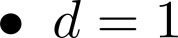 • d = 1